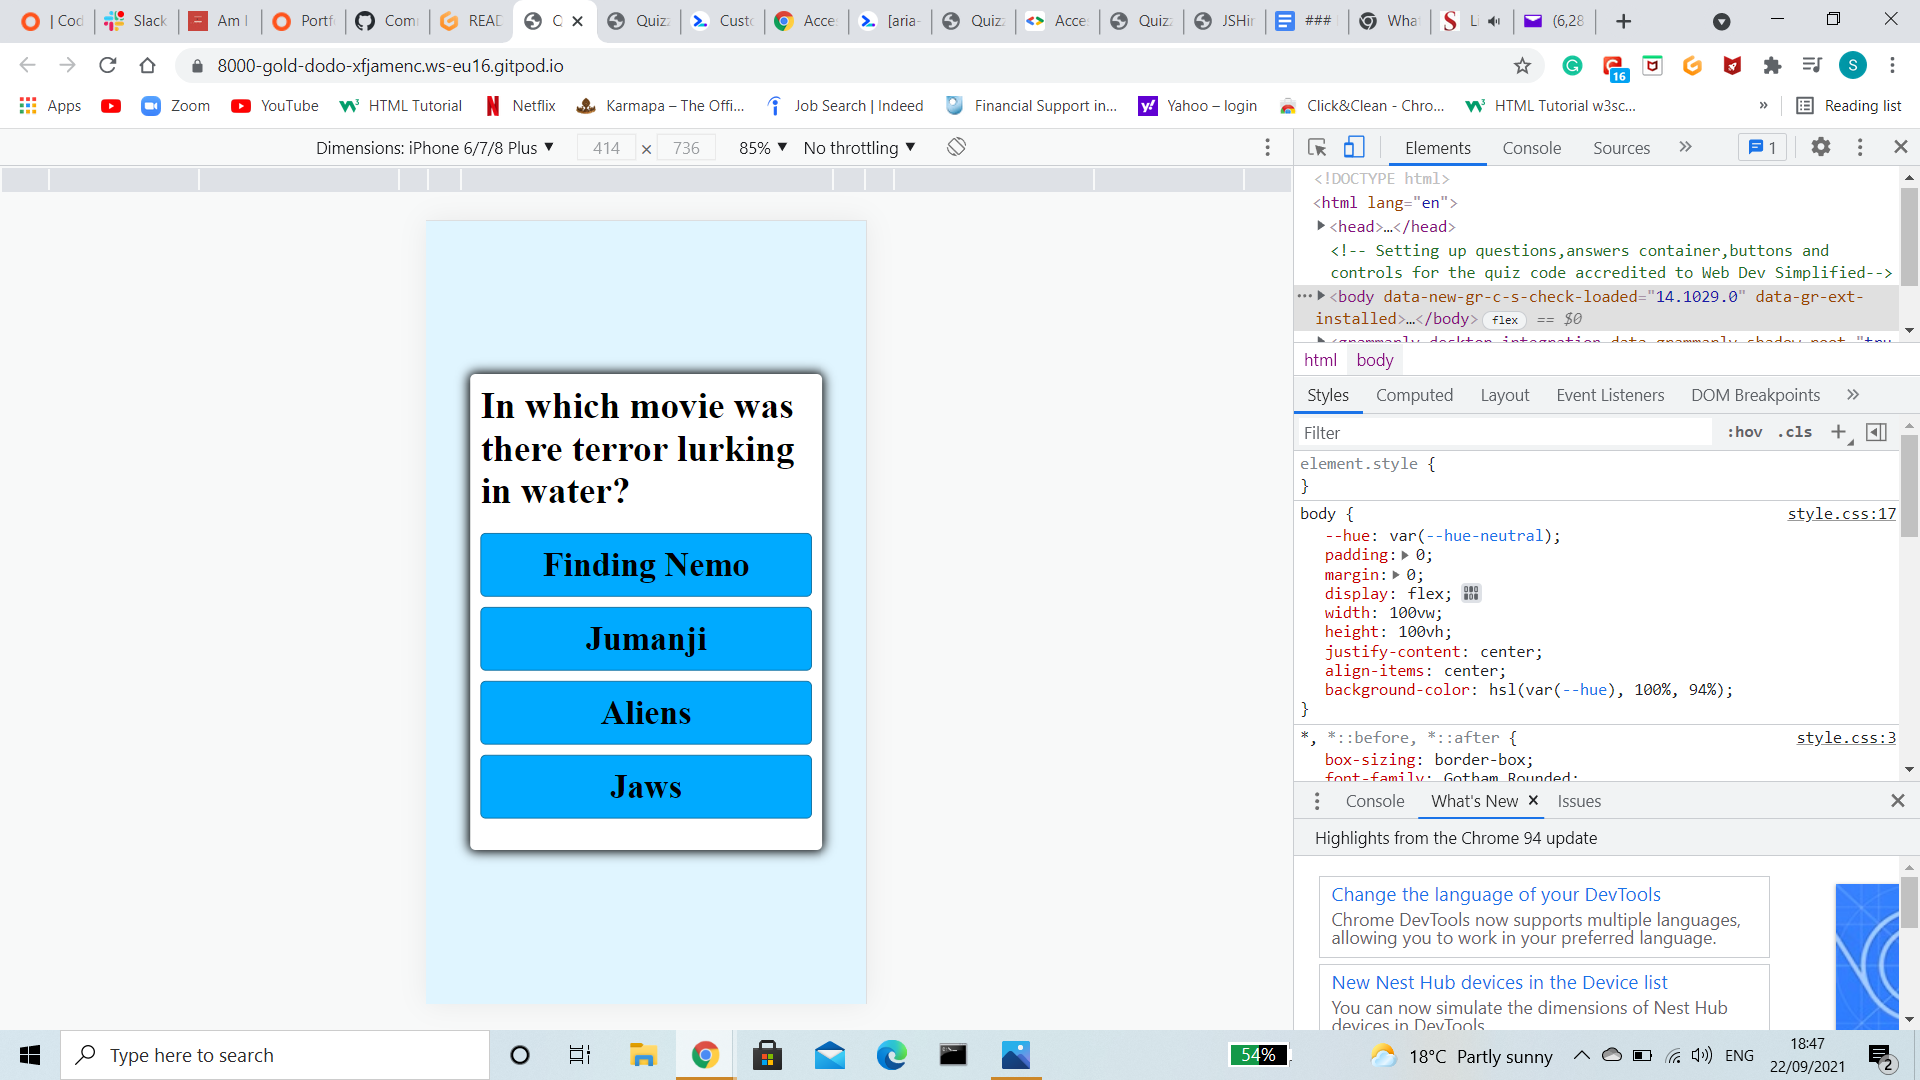 | Cod
Slack
Am I
Portf
Com
READ
Q
Quizz
Custo
Acces
[aria-
Quizz
Acces
Quizz
JSHin
###
What
Li
(6,28
8000-gold-dodo-xfjamenc.ws-eu16.gitpod.io
16
S
Apps
Zoom
YouTube
HTML Tutorial
Netflix
Karmapa – The Offi...
Job Search | Indeed
Financial Support in...
Yahoo – login
Click&Clean - Chro...
HTML Tutorial w3sc...
»
Reading list
Dimensions: iPhone 6/7/8 Plus ▼
414 × 736
85% ▼
No throttling ▼
Elements
Console
Sources
»
1
<!DOCTYPE html>
<html lang="en">
<head>…</head>
<!-- Setting up questions,answers container,buttons and
controls for the quiz code accredited to Web Dev Simplified-->
<body data-new-gr-c-s-check-loaded="14.1029.0" data-gr-ext-
installed>…</body> flex == $0
<grammarly-desktop-integration data-grammarly-shadow-root="tru
html body
Styles Computed Layout Event Listeners DOM Breakpoints »
Filter
:hov .cls +
element.style {
}
body {
style.css:17
--hue: var(--hue-neutral);
padding: 0;
margin: 0;
display: flex;
width: 100vw;
height: 100vh;
justify-content: center;
align-items: center;
background-color: hsl(var(--hue), 100%, 94%);
}
*, *::before, *::after {
style.css:3
box-sizing: border-box;
font-family: Gotham Rounded;
Console
What's New ×
Issues
Highlights from the Chrome 94 update
Change the language of your DevTools
Chrome DevTools now supports multiple languages,
allowing you to work in your preferred language.
New Nest Hub devices in the Device list
You can now simulate the dimensions of Nest Hub
devices in DevTools
In which movie was
there terror lurking
in water?
Finding Nemo
Jumanji
Aliens
Jaws
Type here to search
54%
18°C Partly sunny
ENG
18:47
22/09/2021
2